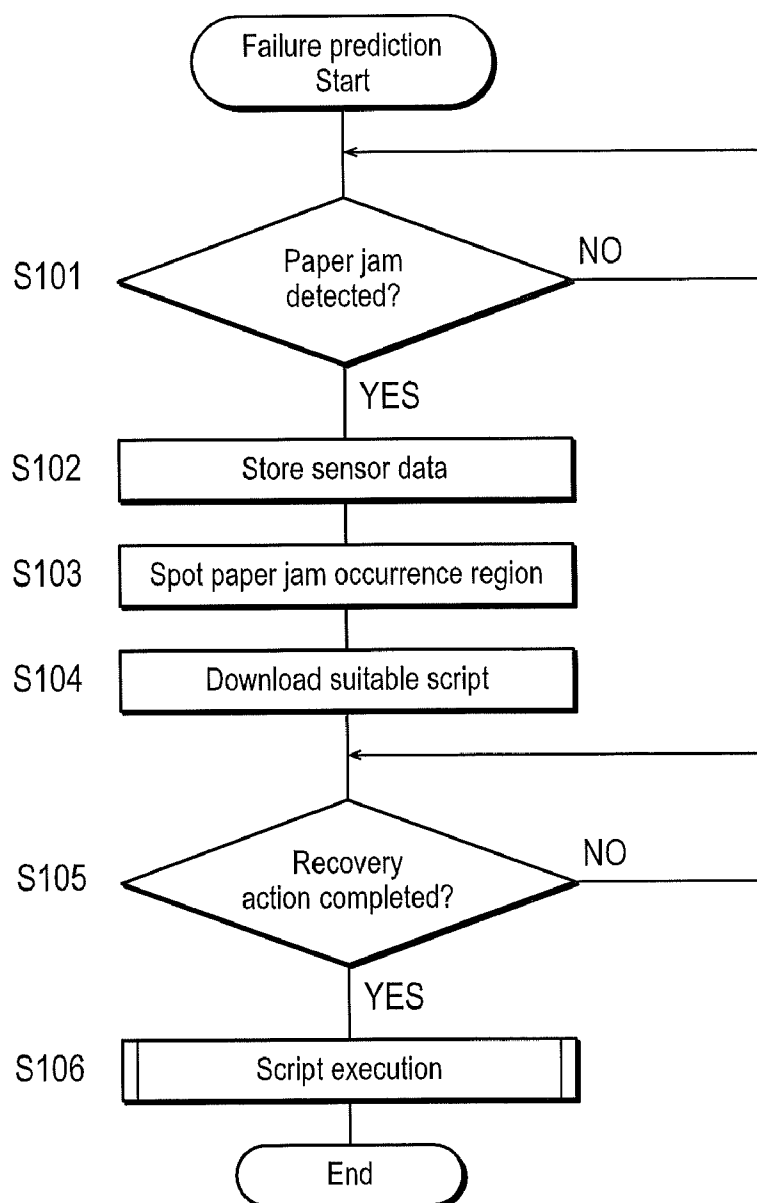 Failure prediction
Start
S101
Paper jam
detected?
NO
YES
S102
Store sensor data
S103
Spot paper jam occurrence region
S104
Download suitable script
S105
Recovery
action completed?
NO
YES
S106
Script execution
End